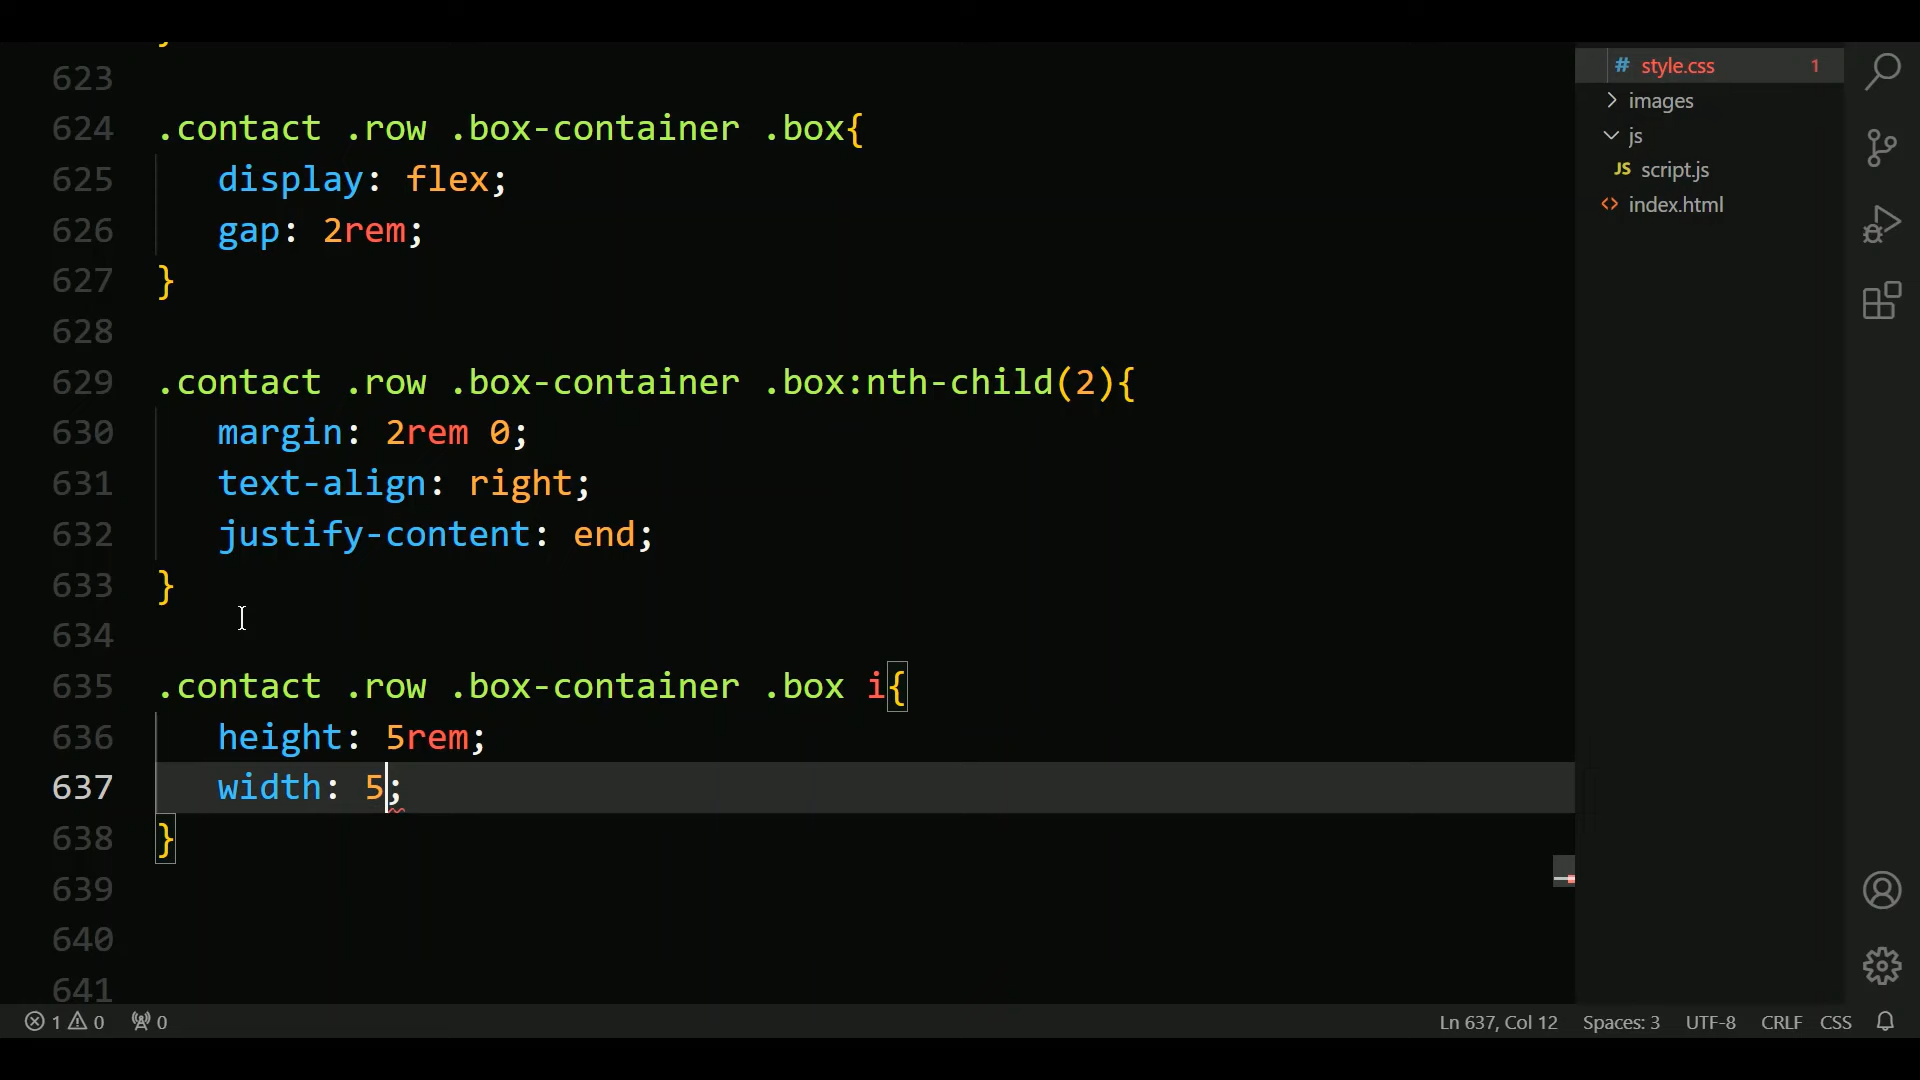 }
623
624 .contact .row .box-container .box{
625 display: flex;
626 gap: 2rem;
627 }
628
629 .contact .row .box-container .box:nth-child(2){
630 margin: 2rem 0;
631 text-align: right;
632 justify-content: end;
633 }
634
635 .contact .row .box-container .box i{
636 height: 5rem;
637 width: 5;
638 }
639
640
641
# style.css 1
images
js
JS script.js
<> index.html
1 0 0
Ln 637, Col 12 Spaces: 3 UTF-8 CRLF CSS